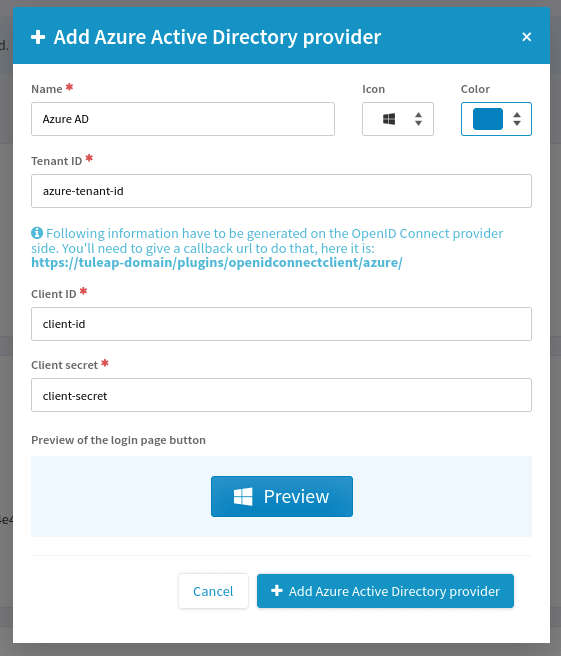 Add Azure Active Directory provider ×
Name * Icon Color
Azure AD
Tenant ID *
azure-tenant-id
Following information have to be generated on the OpenID Connect provider
side. You'll need to give a callback url to do that, here it is:
https://tuleap-domain/plugins/openidconnectclient/azure/
Client ID *
client-id
Client secret *
client-secret
Preview of the login page button
Preview
Cancel
Add Azure Active Directory provider